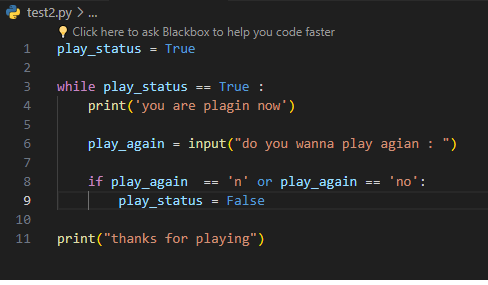 test2.py > ...
Click here to ask Blackbox to help you code faster
1 play_status = True
2
3 while play_status == True :
4     print('you are plagin now')
5
6     play_again = input("do you wanna play agian : ")
7
8     if play_again  == 'n' or play_again == 'no':
9         play_status = False
10
11 print("thanks for playing")